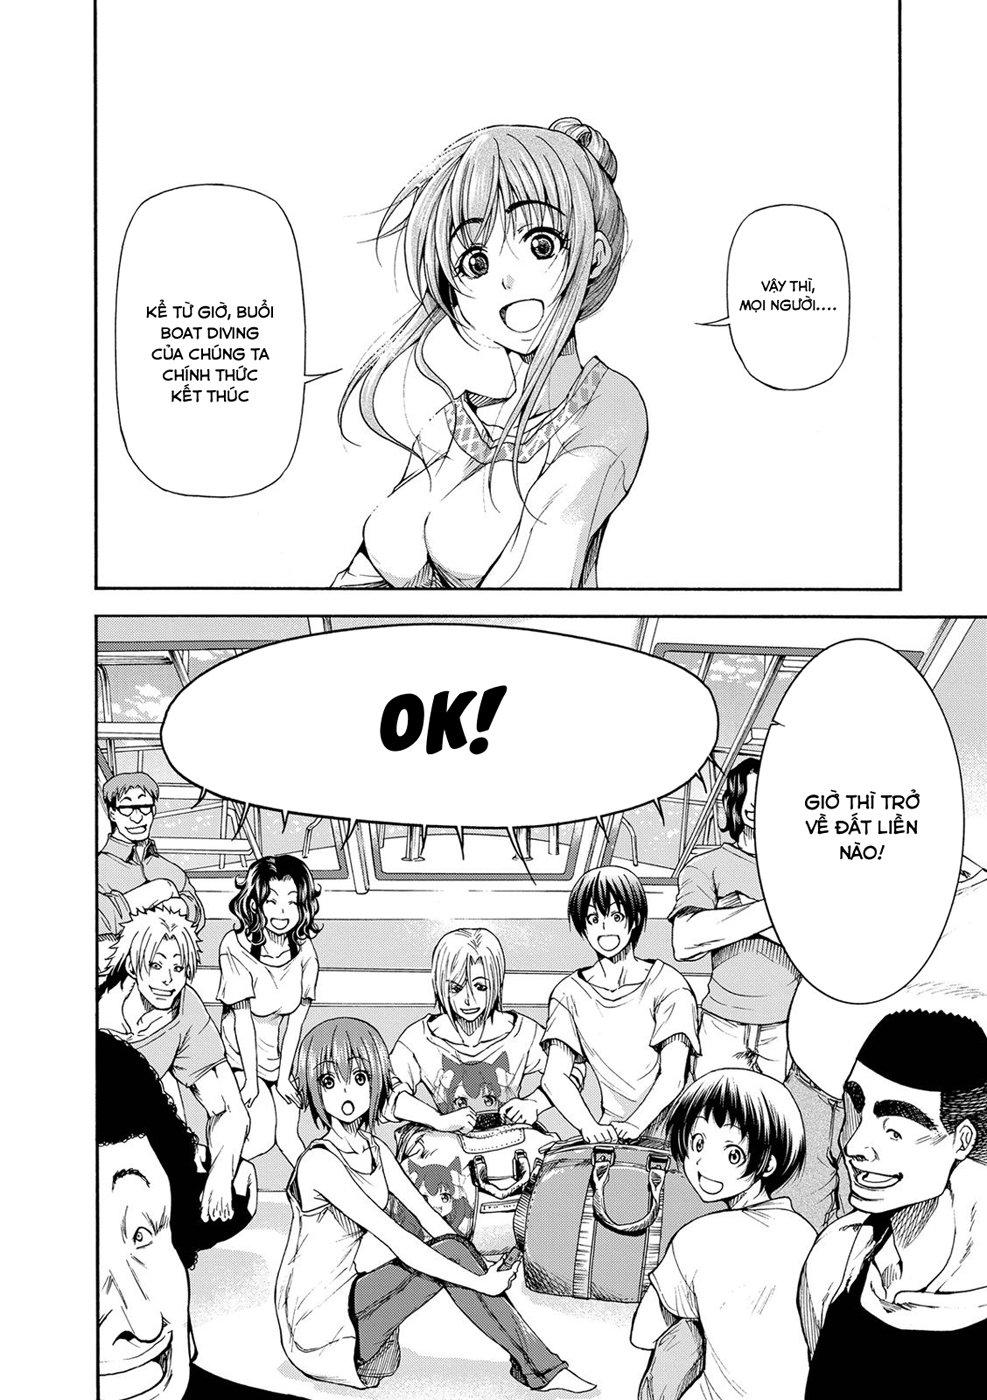 VẬY THÌ,
MỌI NGƯỜI....
KỂ TỪ GIỜ, BUỔI
BOAT DIVING
CỦA CHÚNG TA
CHÍNH THỨC
KẾT THÚC
GIỜ THÌ TRỞ
VỀ ĐẤT LIỀN
NÀO!
OK!